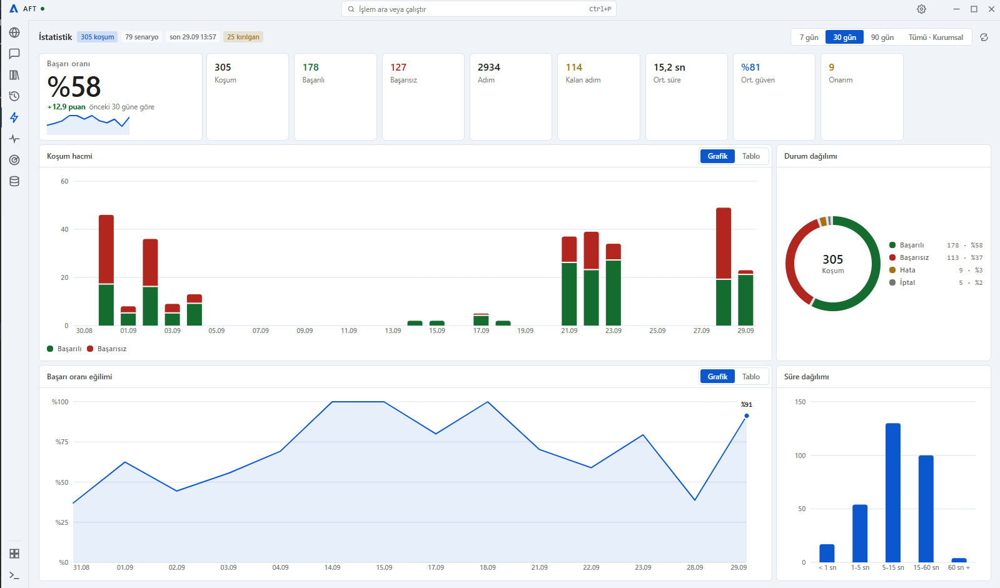 AFT
İşlem ara veya çalıştır
Ctrl+P
İstatistik
305 koşum
79 senaryo
son 29.09 13:57
25 kırılgan
7 gün
30 gün
90 gün
Tümü · Kurumsal
Başarı oranı
%58
+12,9 puan önceki 30 güne göre
305
Koşum
178
Başarılı
127
Başarısız
2934
Adım
114
Kalan adım
15,2 sn
Ort. süre
%81
Ort. güven
9
Onarım
Koşum hacmi
Grafik
Tablo
60
40
20
0
30.08 01.09 03.09 05.09 07.09 09.09 11.09 13.09 15.09 17.09 19.09 21.09 23.09 25.09 27.09 29.09
Başarılı
Başarısız
Durum dağılımı
305
Koşum
Başarılı 178 · %58
Başarısız 113 · %37
Hata 9 · %3
İptal 5 · %2
Başarı oranı eğilimi
Grafik
Tablo
%100
%75
%50
%25
%0
%91
31.08 01.09 02.09 03.09 04.09 14.09 15.09 17.09 18.09 21.09 22.09 23.09 28.09 29.09
Süre dağılımı
150
100
50
0
< 1 sn 1-5 sn 5-15 sn 15-60 sn 60 sn +